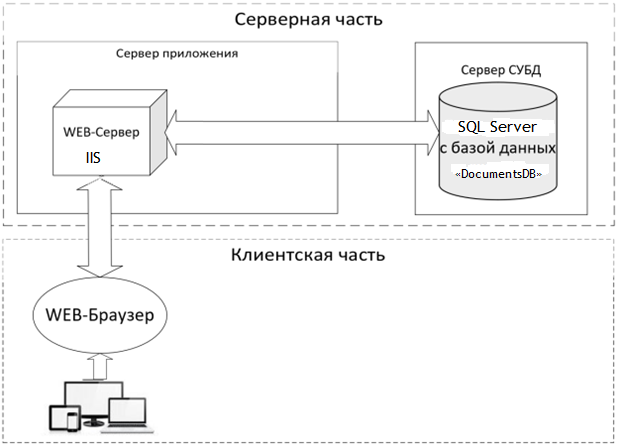 Серверная часть
Сервер приложения
Сервер СУБД
WEB-Сервер
IIS
SQL Server
с базой данных
«DocumentsDB»
Клиентская часть
WEB-Браузер